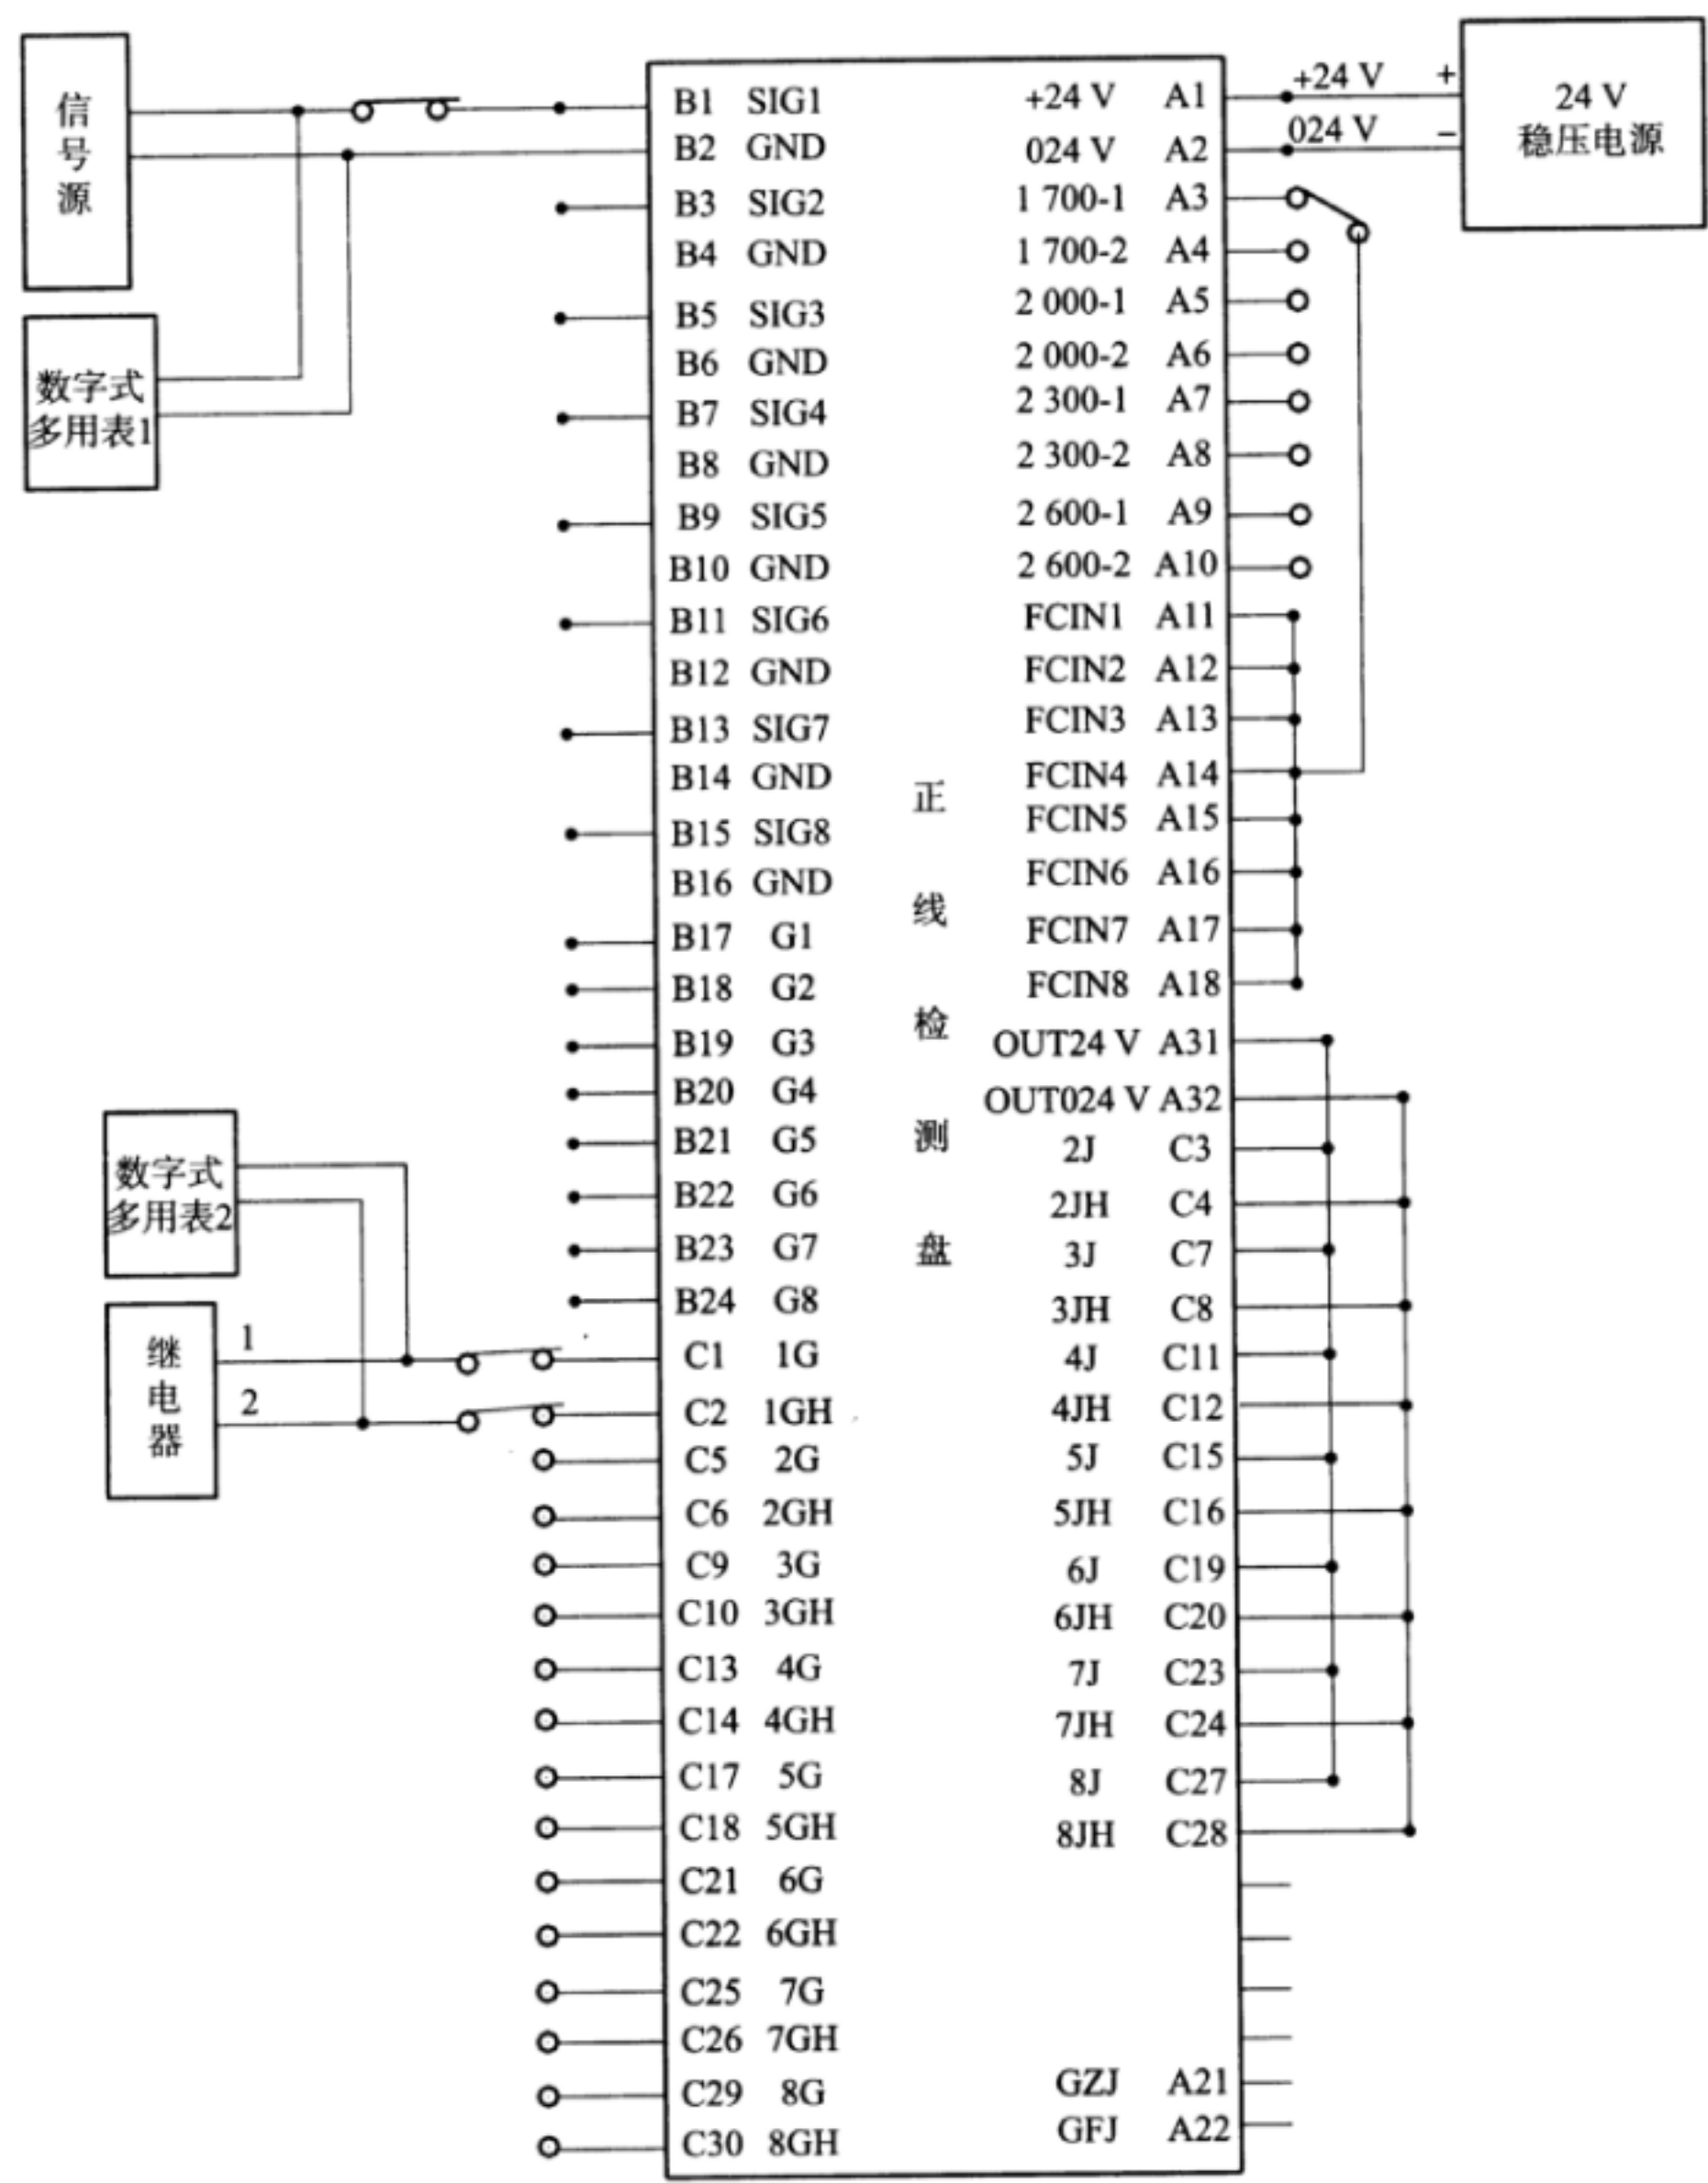 信
号
源
数字式
多用表1
数字式
多用表2
1
继
电
器
2
B1 SIG1
B2 GND
B3 SIG2
B4 GND
B5 SIG3
B6 GND
B7 SIG4
B8 GND
B9 SIG5
B10 GND
B11 SIG6
B12 GND
B13 SIG7
B14 GND
B15 SIG8
B16 GND
B17 G1
B18 G2
B19 G3
B20 G4
B21 G5
B22 G6
B23 G7
B24 G8
C1 1G
C2 1GH
C5 2G
C6 2GH
C9 3G
C10 3GH
C13 4G
C14 4GH
C17 5G
C18 5GH
C21 6G
C22 6GH
C25 7G
C26 7GH
C29 8G
C30 8GH
正
线
检
测
盘
+24 V A1
024 V A2
1 700-1 A3
1 700-2 A4
2 000-1 A5
2 000-2 A6
2 300-1 A7
2 300-2 A8
2 600-1 A9
2 600-2 A10
FCIN1 A11
FCIN2 A12
FCIN3 A13
FCIN4 A14
FCIN5 A15
FCIN6 A16
FCIN7 A17
FCIN8 A18
OUT24 V A31
OUT024 V A32
2J C3
2JH C4
3J C7
3JH C8
4J C11
4JH C12
5J C15
5JH C16
6J C19
6JH C20
7J C23
7JH C24
8J C27
8JH C28
GZJ A21
GFJ A22
+24 V +
024 V −
24 V
稳压电源